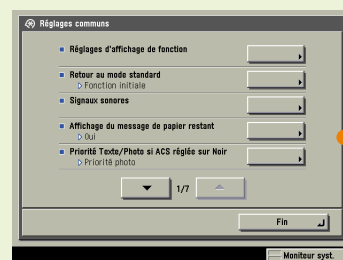 Réglages communs
Réglages d'affichage de fonction
Retour au mode standard
Fonction initiale
Signaux sonores
Affichage du message de papier restant
Oui
Priorité Texte/Photo si ACS réglée sur Noir
Priorité photo
1/7
Fin
Moniteur syst.